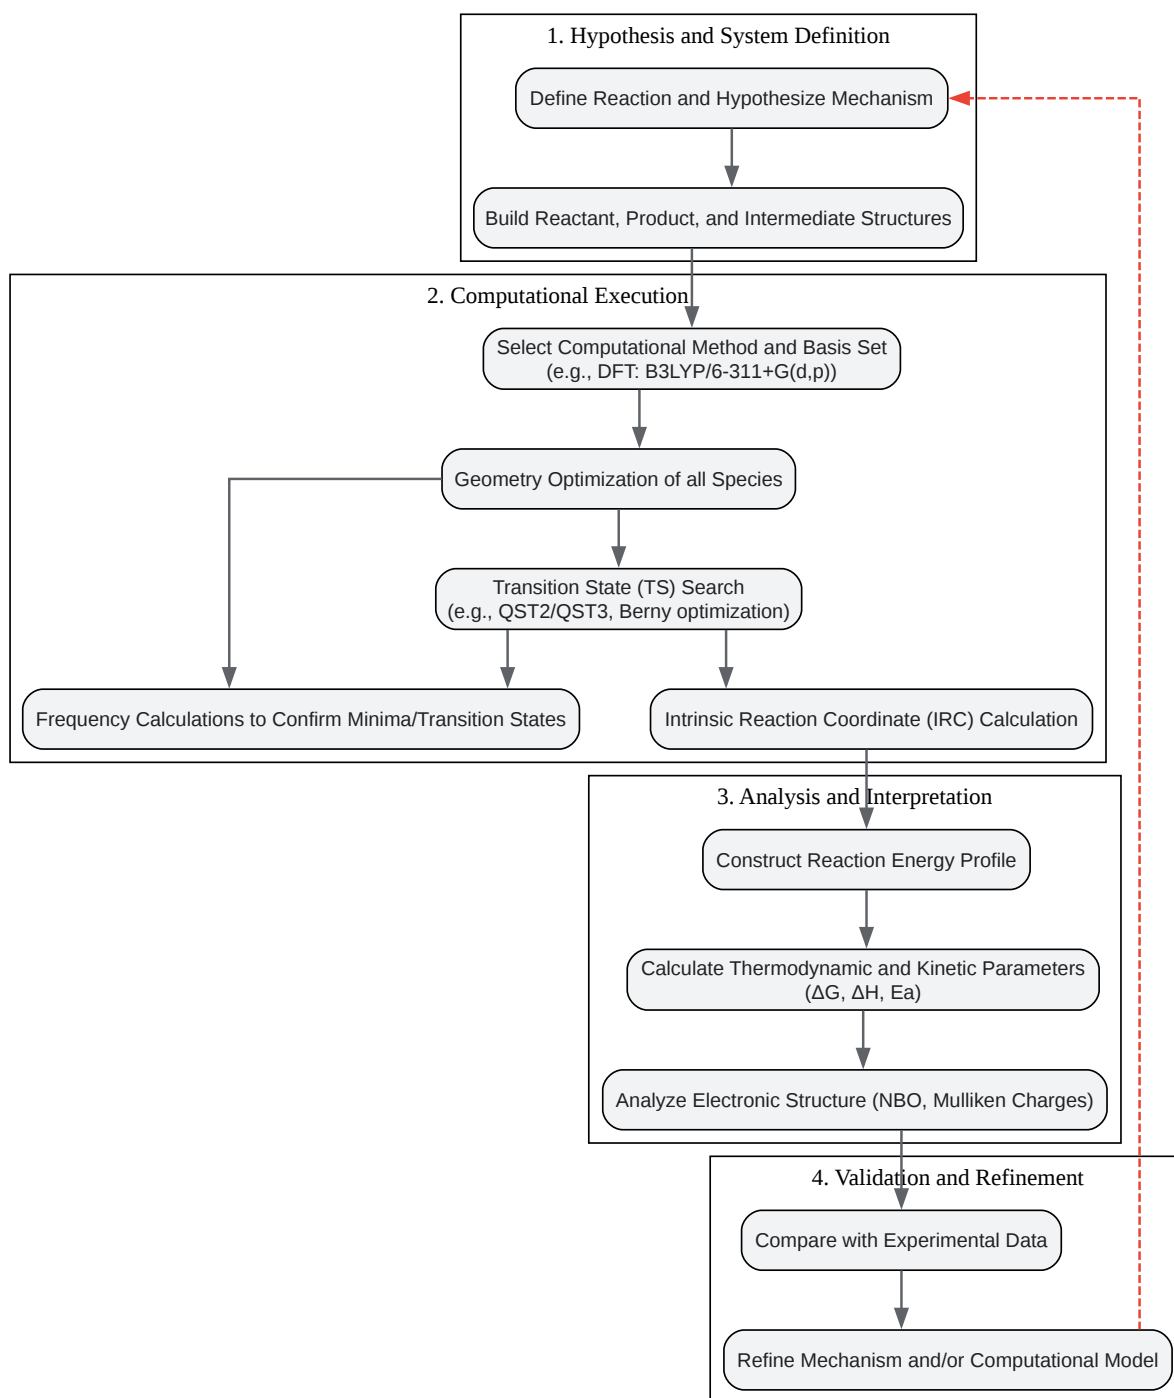 1. Hypothesis and System Definition
Define Reaction and Hypothesize Mechanism
Build Reactant, Product, and Intermediate Structures
2. Computational Execution
Select Computational Method and Basis Set
(e.g., DFT: B3LYP/6-311+G(d,p))
Geometry Optimization of all Species
Transition State (TS) Search
(e.g., QST2/QST3, Berny optimization)
Frequency Calculations to Confirm Minima/Transition States
Intrinsic Reaction Coordinate (IRC) Calculation
3. Analysis and Interpretation
Construct Reaction Energy Profile
Calculate Thermodynamic and Kinetic Parameters
(ΔG, ΔH, Ea)
Analyze Electronic Structure (NBO, Mulliken Charges)
4. Validation and Refinement
Compare with Experimental Data
Refine Mechanism and/or Computational Model